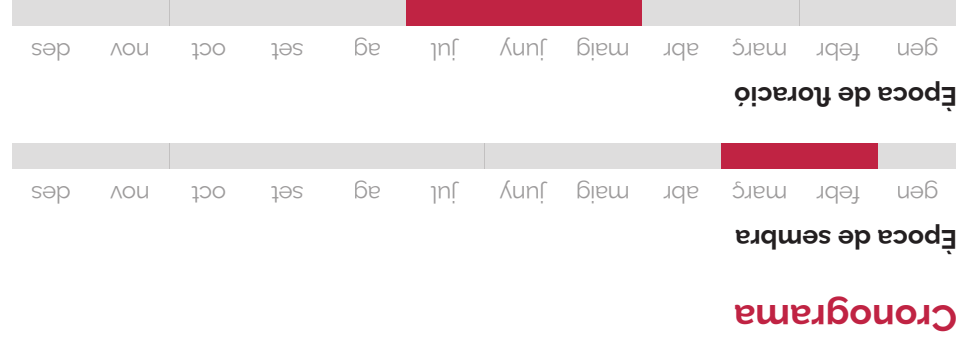 Cronograma
Època de sembra
gen febr març abr maig juny jul ag set oct nov des
Època de floració
gen febr març abr maig juny jul ag set oct nov des